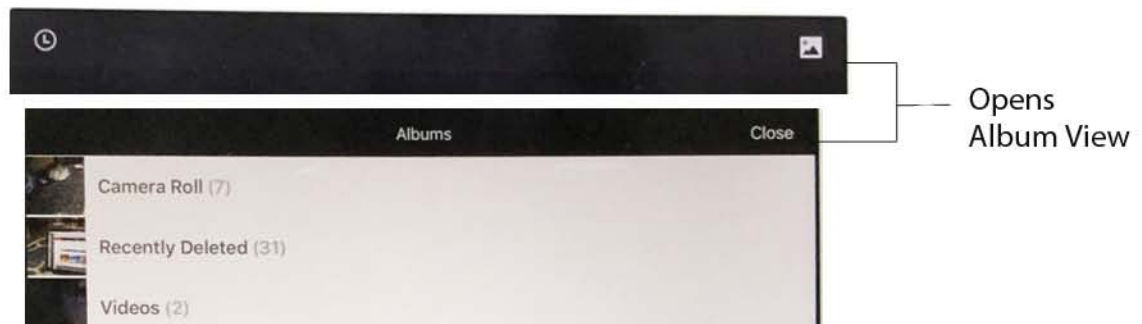 Albums
Close
Opens
Album View
Camera Roll (7)
Recently Deleted (31)
Videos (2)